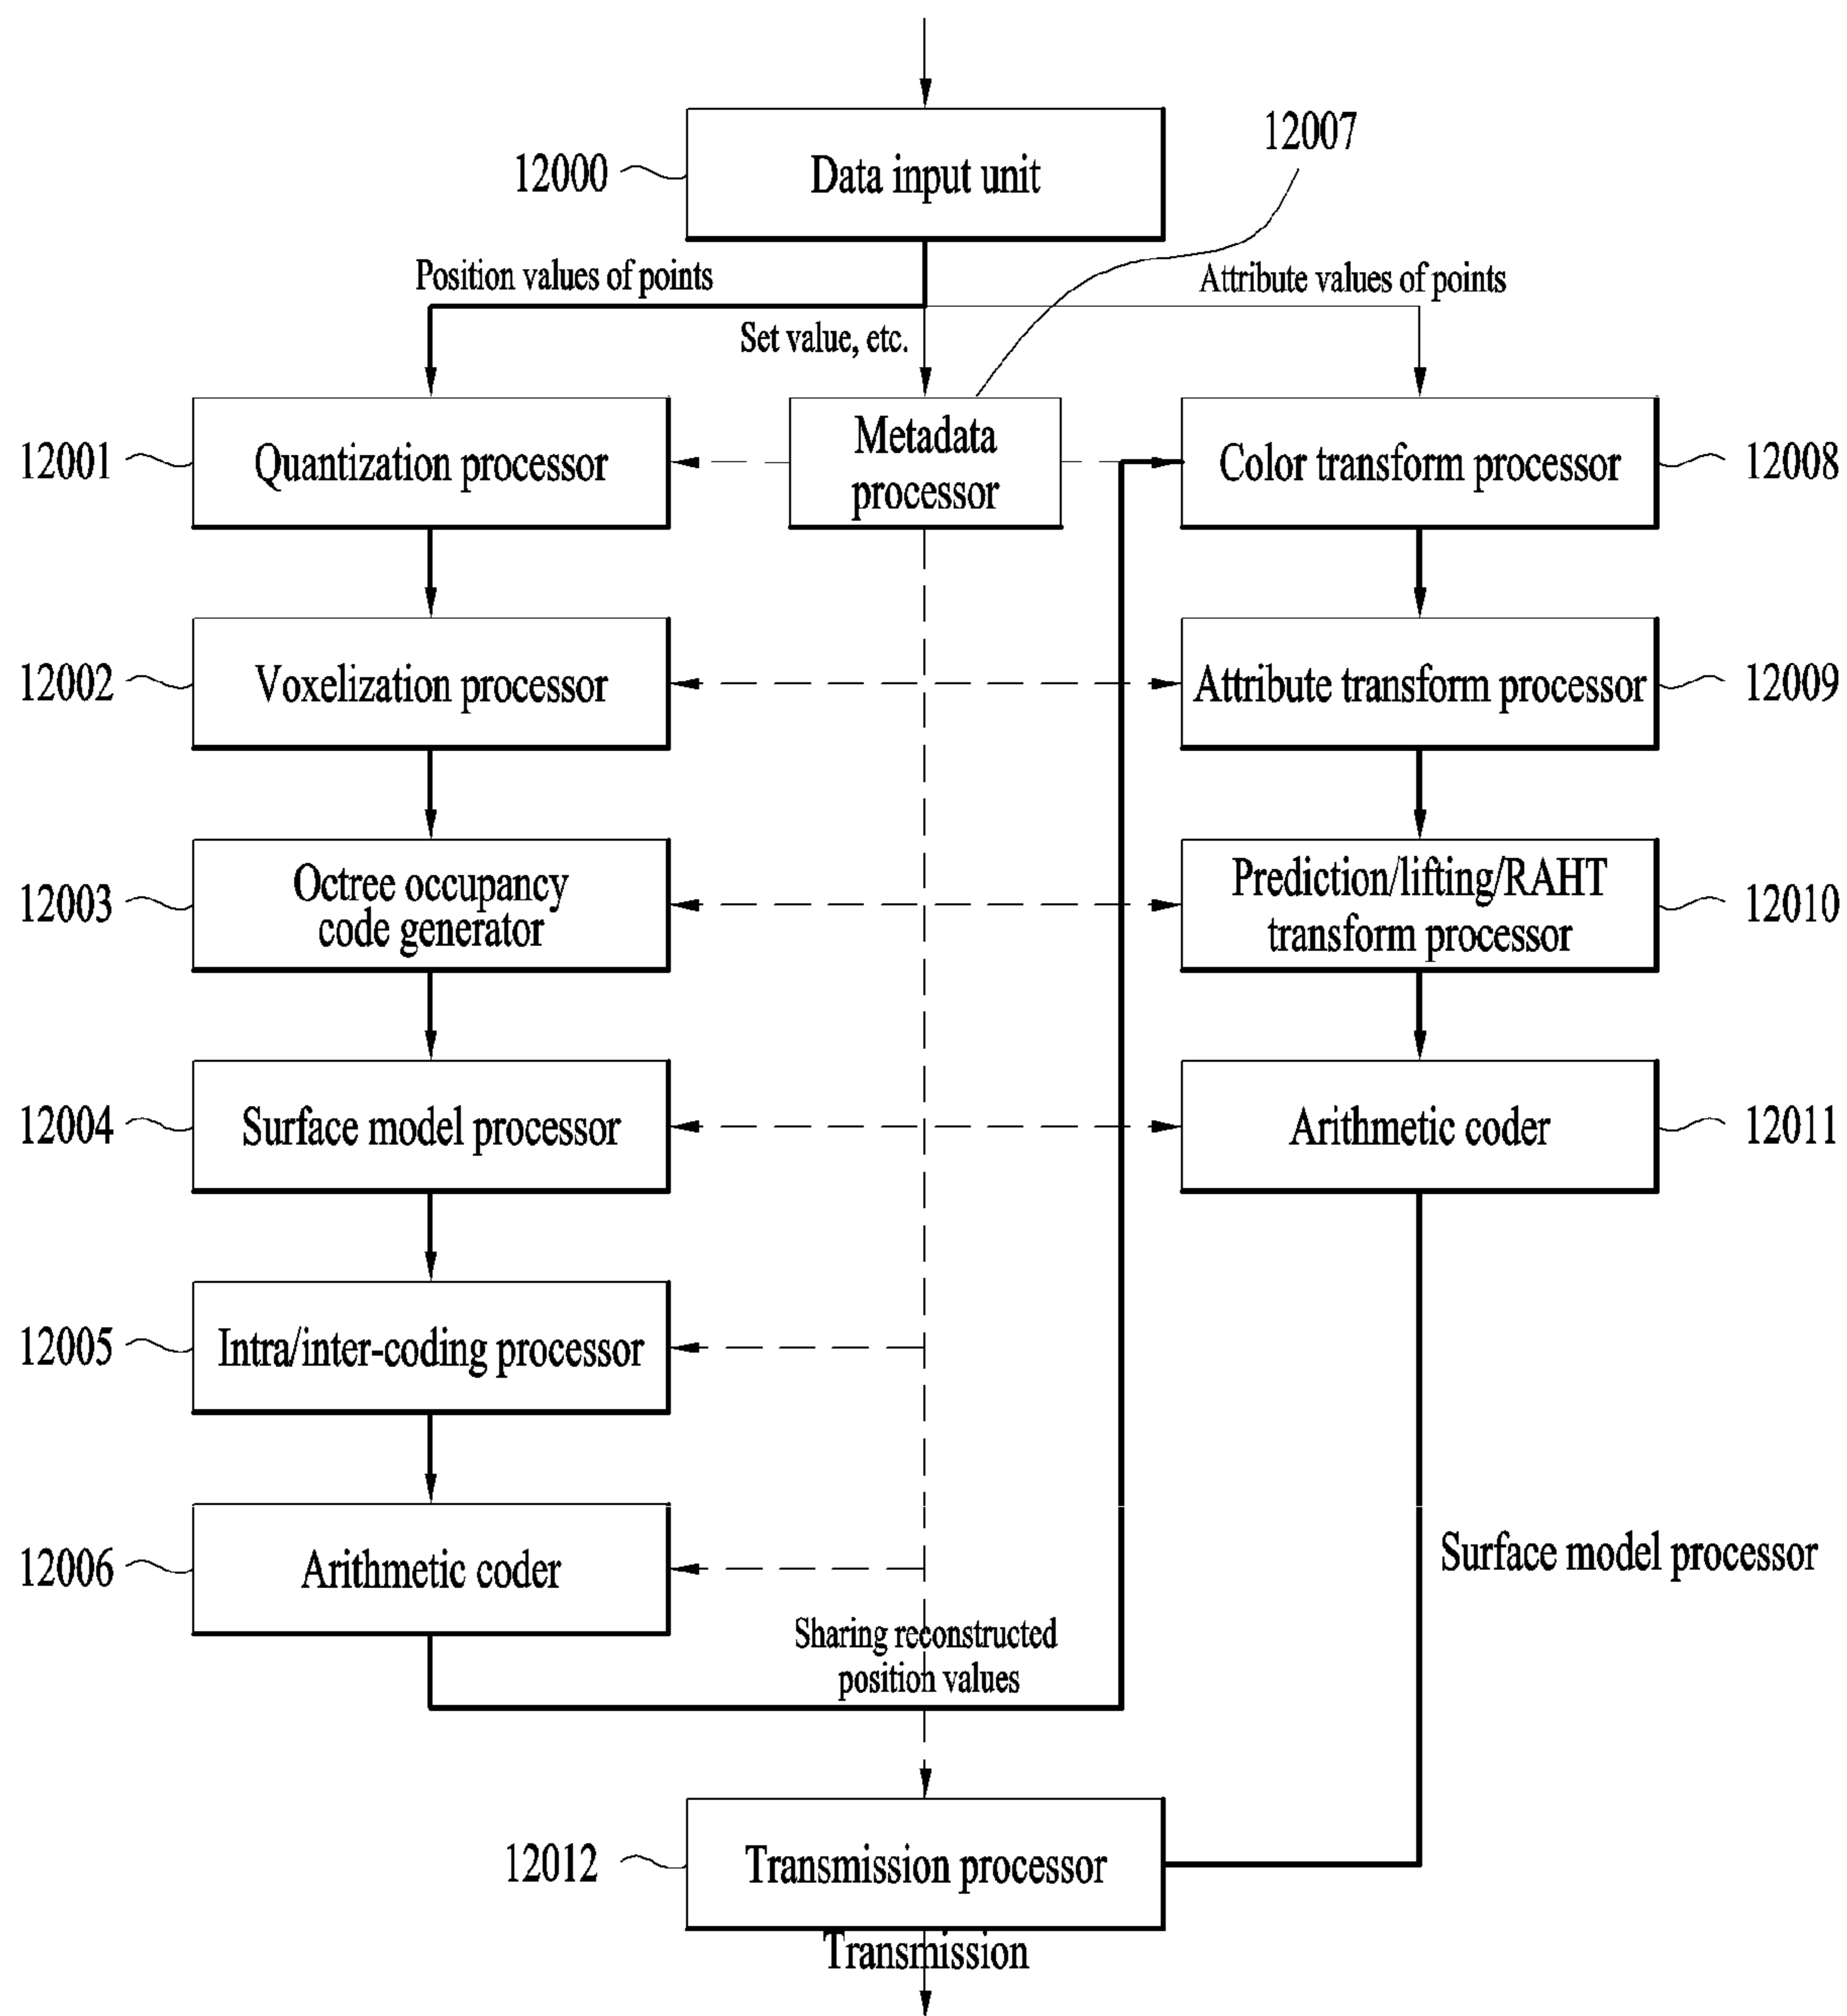 12000
Data input unit
12007
Position values of points
Set value, etc.
Attribute values of points
12001
Quantization processor
Metadata
processor
Color transform processor
12008
12002
Voxelization processor
Attribute transform processor
12009
12003
Octree occupancy
code generator
Prediction/lifting/RAHT
transform processor
12010
12004
Surface model processor
Arithmetic coder
12011
12005
Intra/inter-coding processor
12006
Arithmetic coder
Surface model processor
Sharing reconstructed
position values
12012
Transmission processor
Transmission